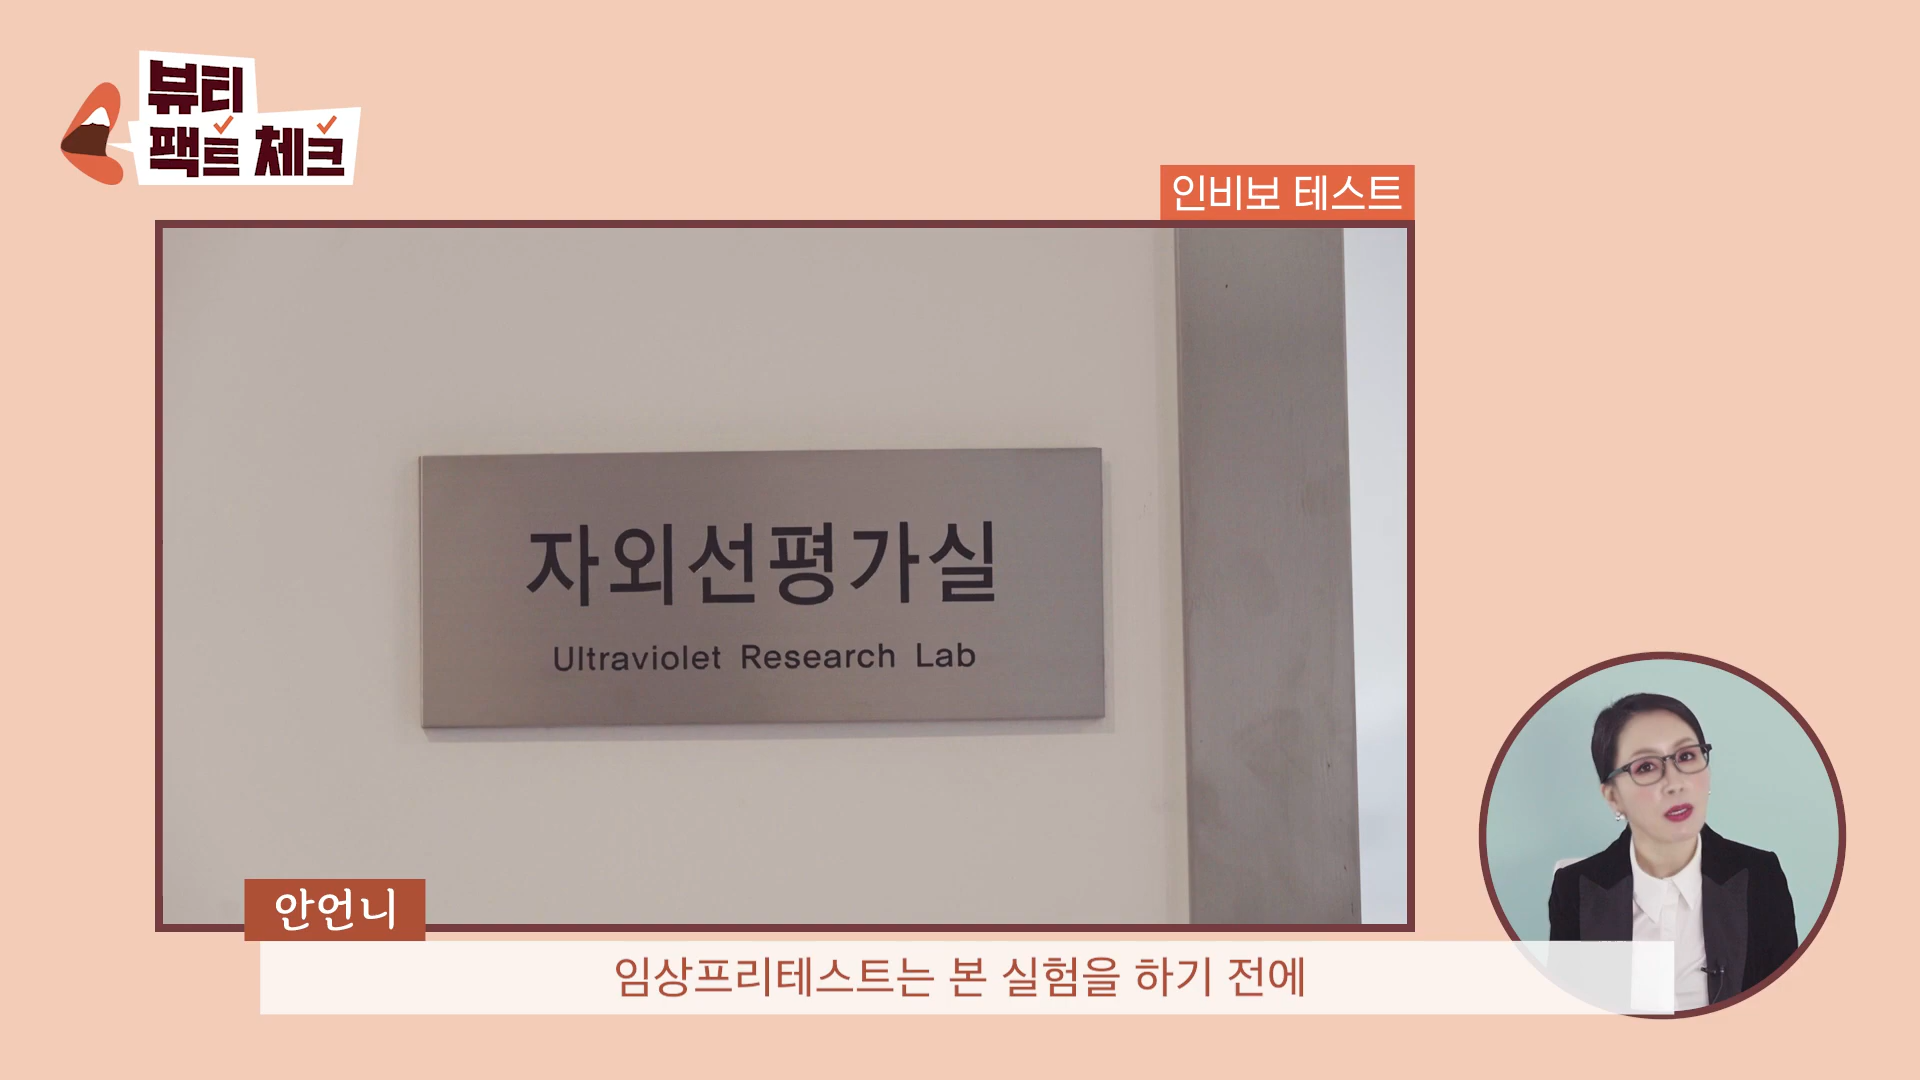 뷰티
팩트 체크
인비보 테스트
자외선평가실
Ultraviolet Research Lab
안언니
임상프리테스트는 본 실험을 하기 전에